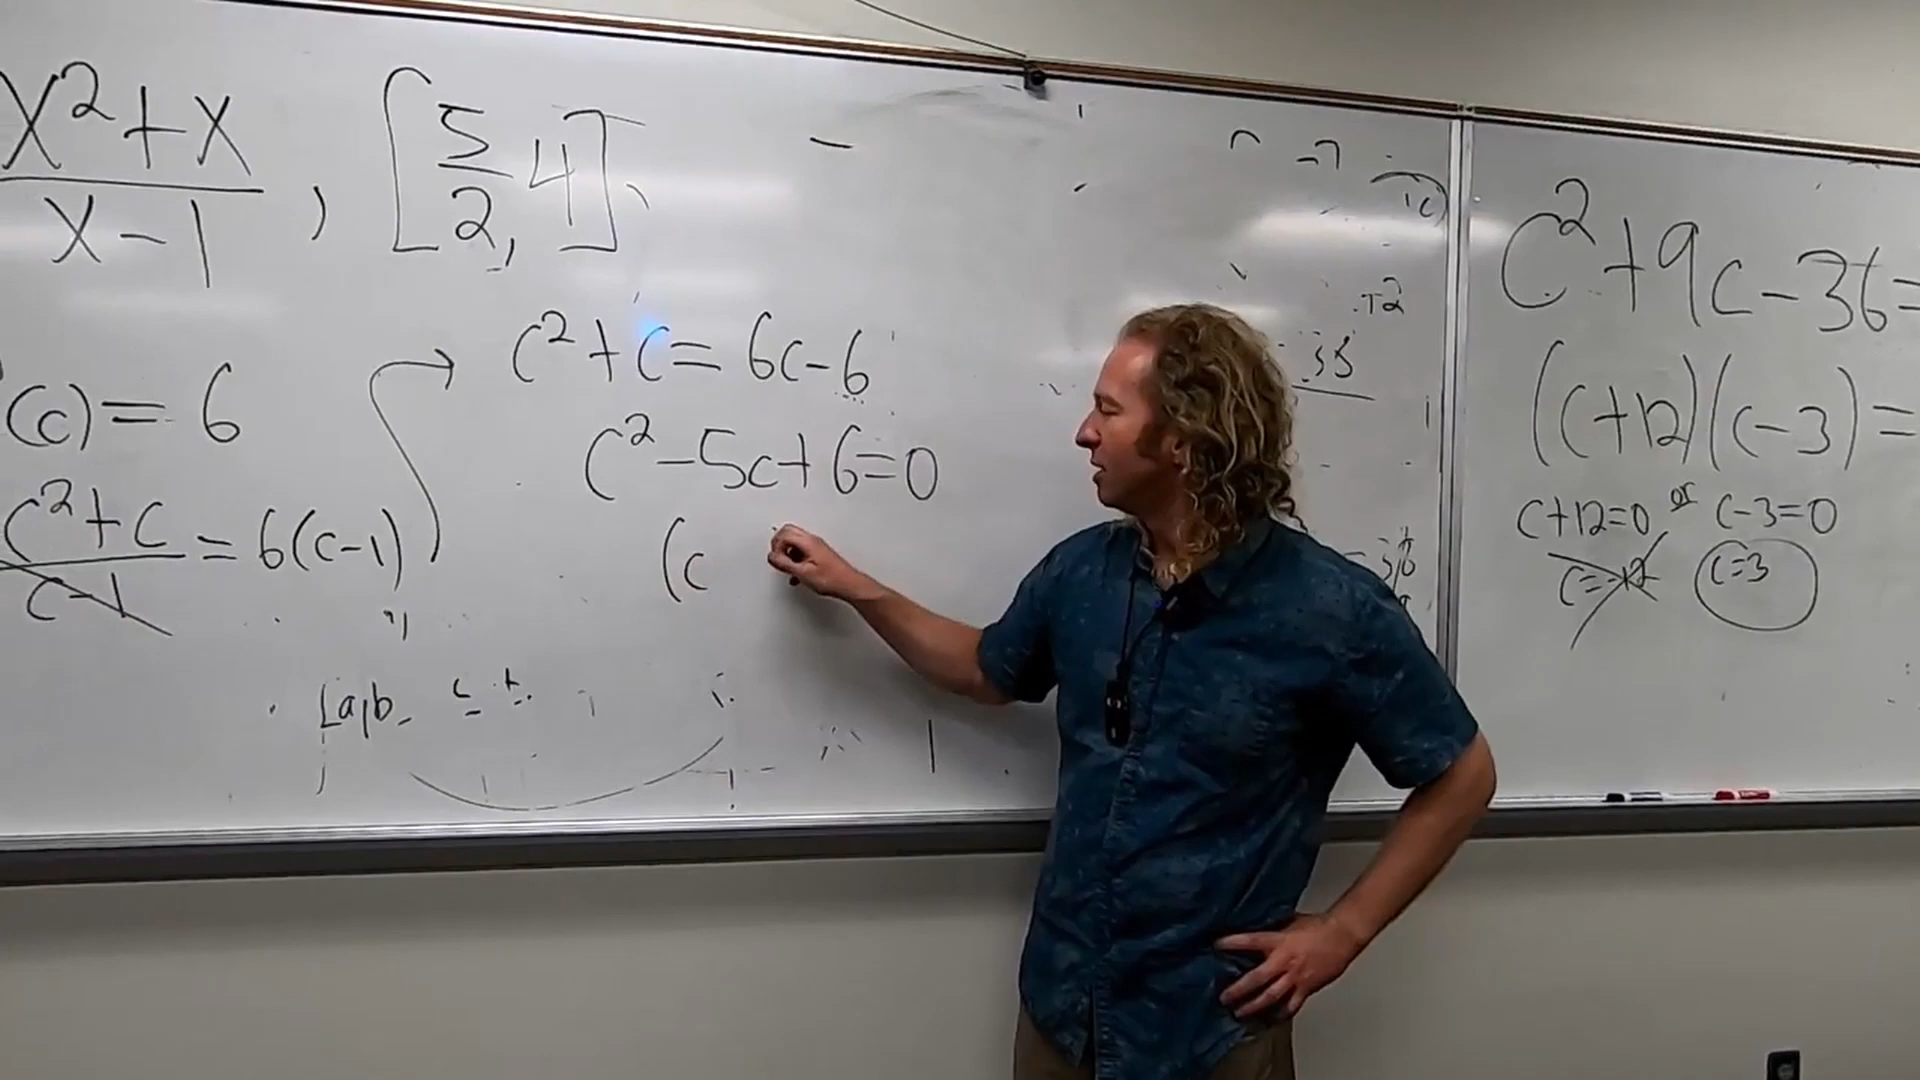 x²+x
x-1 , [5/2, 4]
(c) = 6
c²+c
c-1 = 6(c-1)
c²+c = 6c-6
c²-5c+6=0
(c
[a,b
c²+9c-36=
(c+12)(c-3)=
c+12=0 or c-3=0
c=-12 c=3